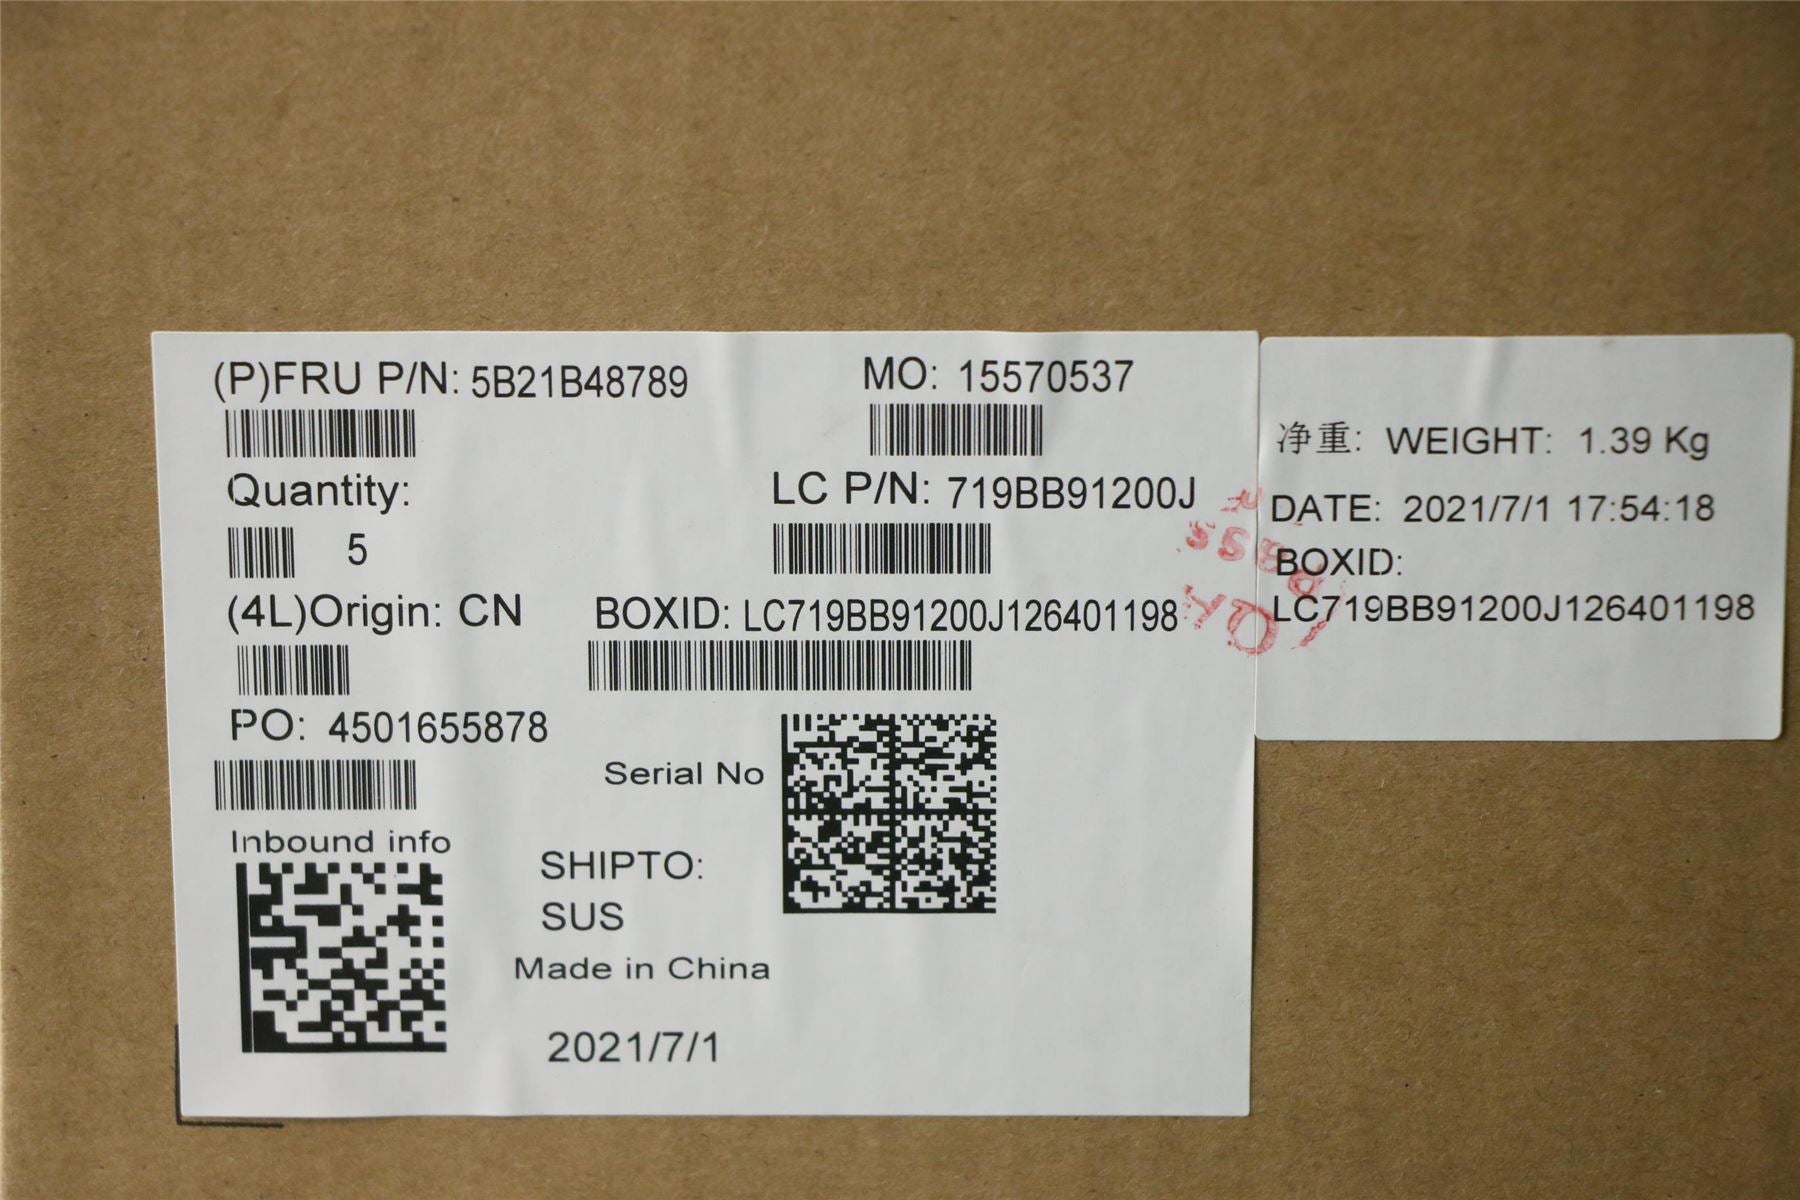 (P)FRU P/N: 5B21B48789
MO: 15570537
Quantity:
5
LC P/N: 719BB91200J
(4L)Origin: CN
BOXID: LC719BB91200J126401198
PO: 4501655878
Serial No
Inbound info
SHIPTO:
SUS
Made in China
2021/7/1
净重: WEIGHT: 1.39 Kg
DATE: 2021/7/1 17:54:18
BOXID:
LC719BB91200J126401198
PASS